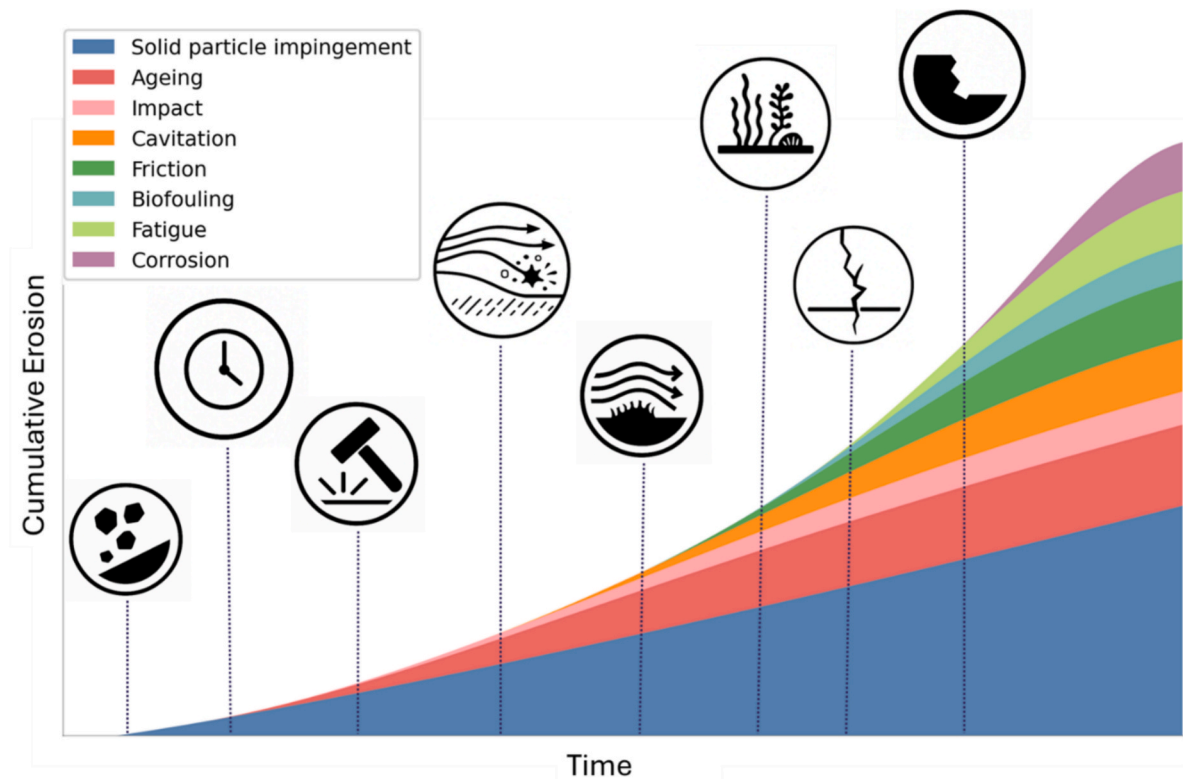 Solid particle impingement
Ageing
Impact
Cavitation
Friction
Biofouling
Fatigue
Corrosion
Cumulative Erosion
Time